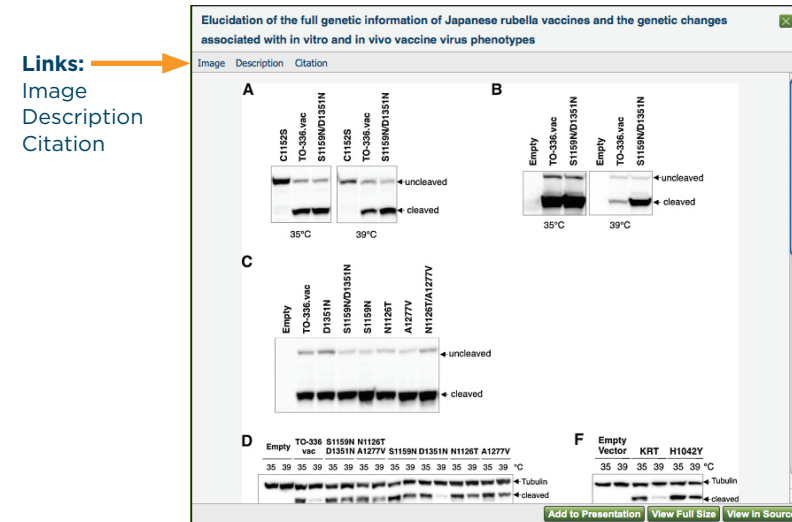 Links:
Image
Description
Citation
Elucidation of the full genetic information of Japanese rubella vaccines and the genetic changes
associated with in vitro and in vivo vaccine virus phenotypes
Image Description Citation
A
C1152S TO-336.vac S1159N/D1351N C1152S TO-336.vac S1159N/D1351N
uncleaved
cleaved
35°C 39°C
B
Empty TO-336.vac S1159N/D1351N Empty TO-336.vac S1159N/D1351N
uncleaved
cleaved
35°C 39°C
C
Empty TO-336.vac D1351N S1159N/D1351N S1159N N1126T A1277V N1126T/A1277V
uncleaved
cleaved
D
Empty TO-336 vac S1159N D1351N N1126T A1277V S1159N D1351N N1126T A1277V
35 39 35 39 35 39 35 39 35 39 35 39 35 39 35 39 °C
Tubulin
cleaved
F
Empty Vector KRT H1042Y
35 39 35 39 35 39 °C
Tubulin
cleaved
Add to Presentation View Full Size View in Source